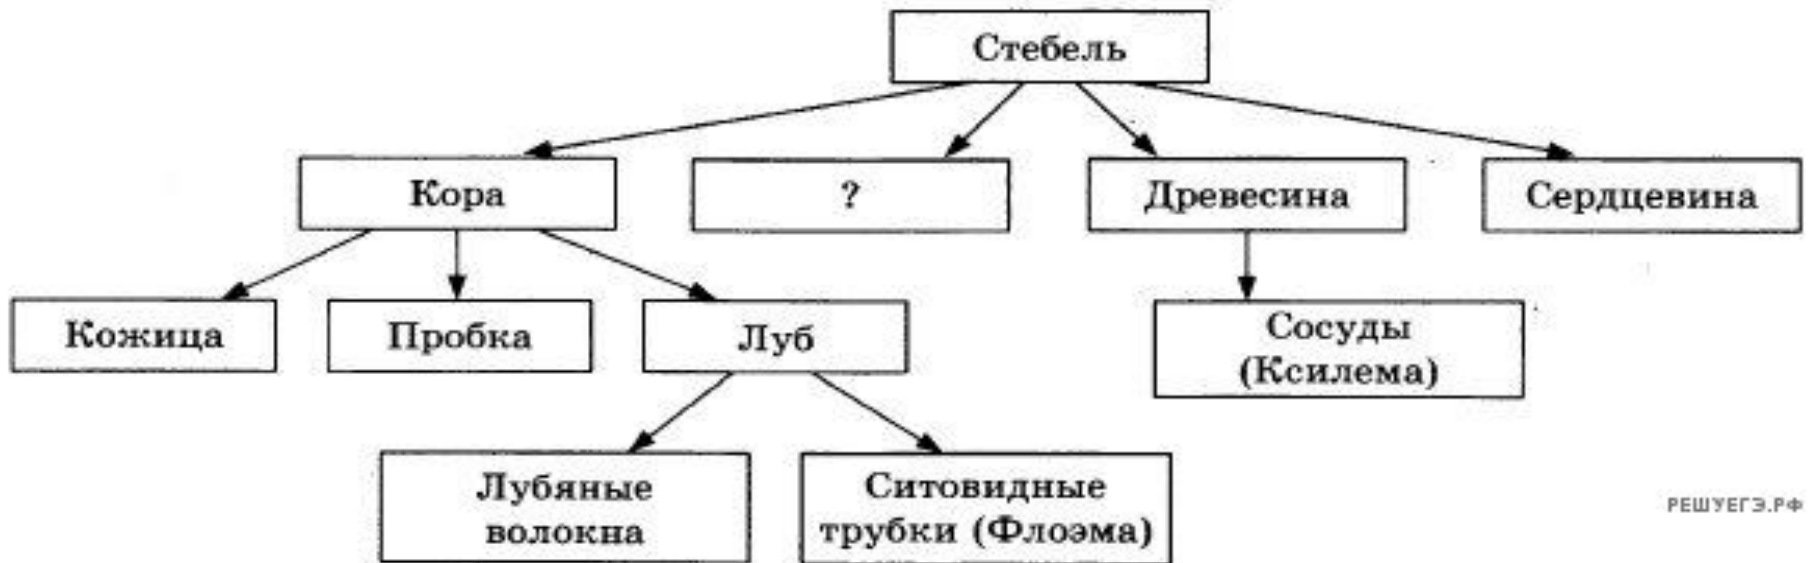 Стебель
Кора
?
Древесина
Сердцевина
Кожица
Пробка
Луб
Сосуды
(Ксилема)
Лубяные
волокна
Ситовидные
трубки (Флоэма)
РЕШУЕГЭ.РФ